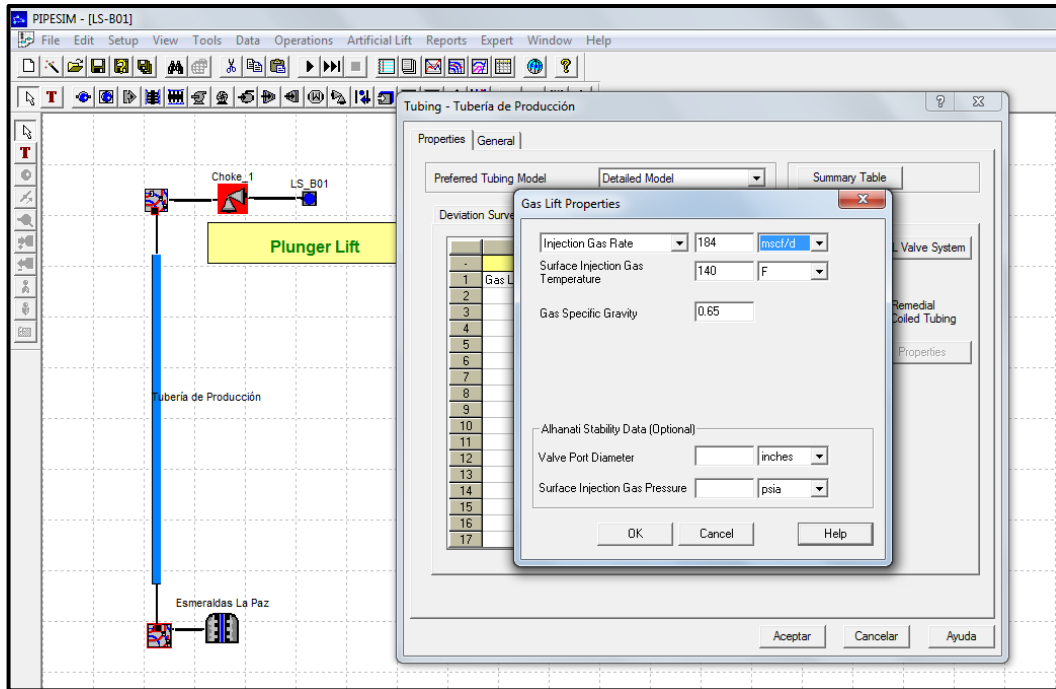 PIPESIM - [LS-B01]
File Edit Setup View Tools Data Operations Artificial Lift Reports Expert Window Help
T
T
Choke_1
LS_B01
Plunger Lift
Tubería de Producción
Esmeraldas La Paz
Tubing - Tubería de Producción
Properties General
Preferred Tubing Model Detailed Model Summary Table
Deviation Surve
L Valve System
-
1 Gas L
2
3
4
5
6
7
8
9
10
11
12
13
14
15
16
17
Remedial
Coiled Tubing
Properties
Gas Lift Properties
Injection Gas Rate 184 mscf/d
Surface Injection Gas
Temperature 140 F
Gas Specific Gravity 0.65
Alhanati Stability Data (Optional)
Valve Port Diameter inches
Surface Injection Gas Pressure psia
OK Cancel Help
Aceptar Cancelar Ayuda